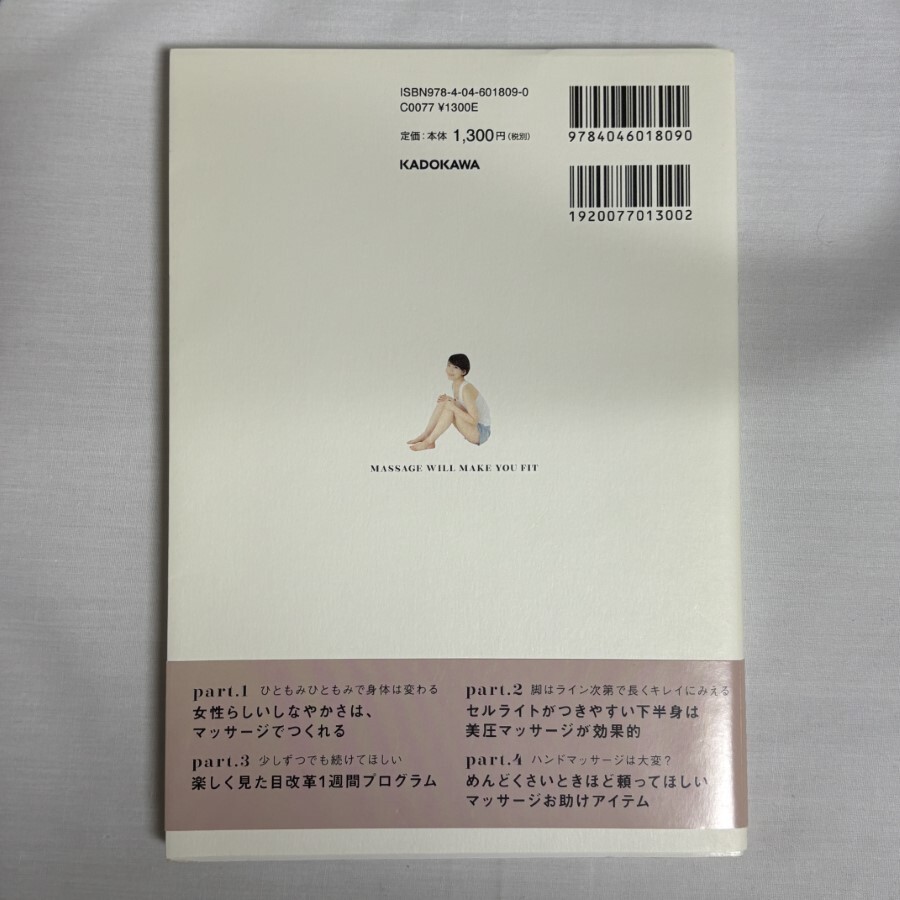 ISBN978-4-04-601809-0
C0077 ¥1300E
定価：本体 1,300円（税別）
KADOKAWA
9784046018090
1920077013002
MASSAGE WILL MAKE YOU FIT
part.1 ひともみひともみで身体は変わる
女性らしいしなやかさは、
マッサージでつくれる
part.2 脚はライン次第で長くキレイにみえる
セルライトがつきやすい下半身は
美圧マッサージが効果的
part.3 少しずつでも続けてほしい
楽しく見た目改革1週間プログラム
part.4 ハンドマッサージは大変？
めんどくさいときほど頼ってほしい
マッサージお助けアイテム